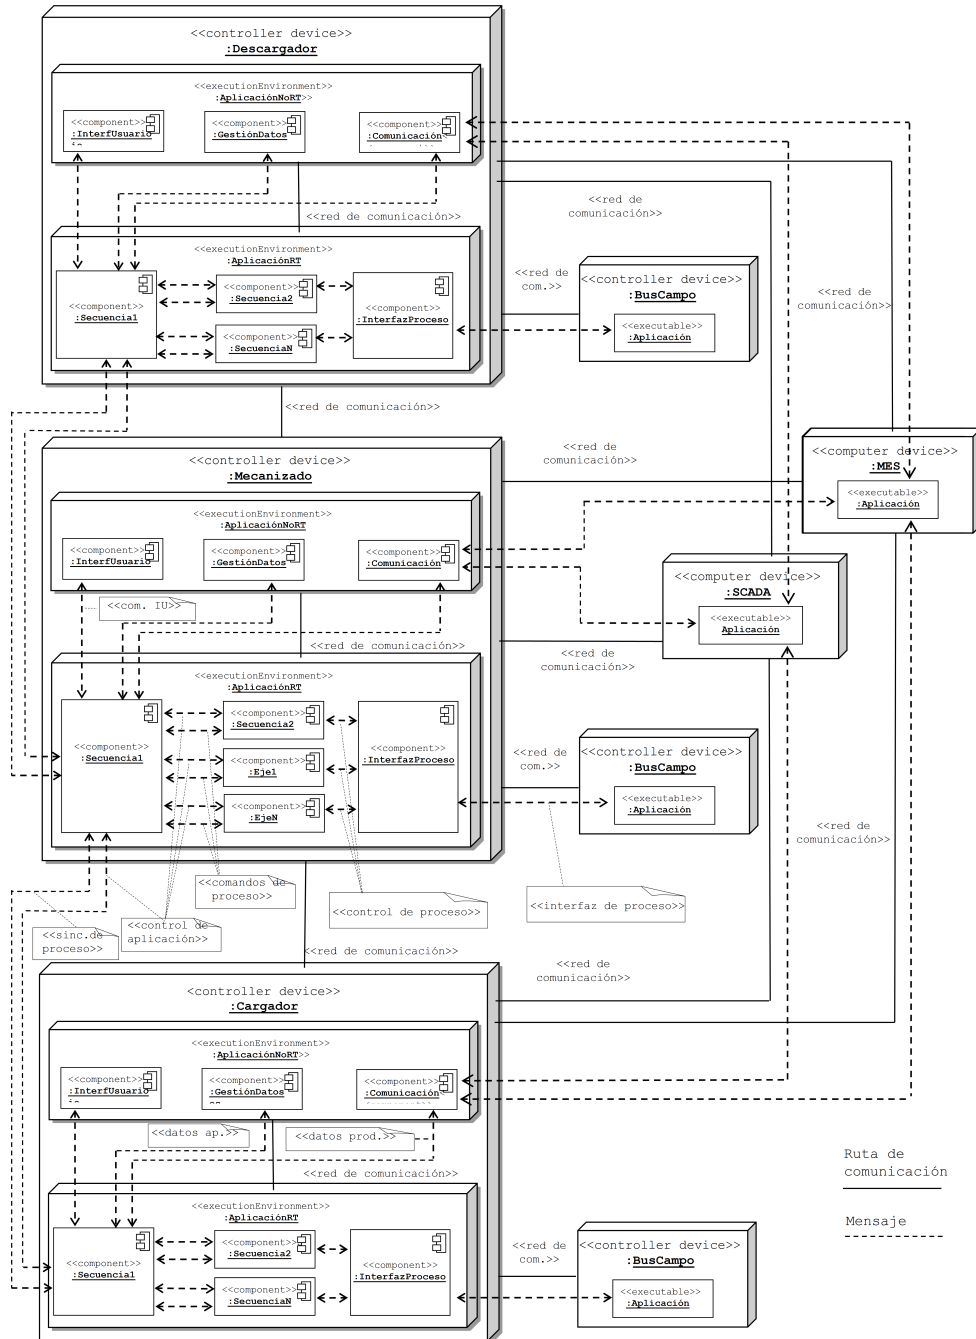 <<controller device>>
:Descargador
<<executionEnvironment>>
:AplicaciónNoRT>>
<<component>>
:InterfUsuario
<<component>>
:GestiónDatos
<<component>>
:Comunicación
<<red de comunicación>>
<<executionEnvironment>>
:AplicaciónRT
<<component>>
:Secuencia1
<<component>>
:Secuencia2
<<component>>
:SecuenciaN
<<component>>
:InterfazProceso
<<red de
comunicación>>
<<red de
com.>>
<<controller device>>
:BusCampo
<<executable>>
:Aplicación
<<red de
comunicación>>
<<red de comunicación>>
<<controller device>>
:Mecanizado
<<executionEnvironment>>
:AplicaciónNoRT
<<component>>
:InterfUsuario
<<component>>
:GestiónDatos
<<component>>
:Comunicación
<<com. IU>>
<<red de comunicación>>
<<red de
comunicación>>
<<computer device>>
:MES
<<executable>>
:Aplicación
<<computer device>>
:SCADA
<<executable>>
Aplicación
<<red de
comunicación>>
<<executionEnvironment>>
:AplicaciónRT
<<component>>
:Secuencia1
<<component>>
:Secuencia2
<<component>>
:Eje1
<<component>>
:EjeN
<<component>>
:InterfazProceso
<<red de
com.>>
<<controller device>>
:BusCampo
<<executable>>
:Aplicación
<<red de
comunicación>>
<<comandos de
proceso>>
<<control de proceso>>
<<interfaz de proceso>>
<<sinc.de
proceso>>
<<control de
aplicación>>
<<red de comunicación>>
<<red de
comunicación>>
<controller device>>
:Cargador
<<executionEnvironment>>
:AplicaciónNoRT>>
<<component>>
:InterfUsuario
<<component>>
:GestiónDatos
<<component>>
:Comunicación
<<datos ap.>>
<<datos prod.>>
<<red de comunicación>>
<<executionEnvironment>>
:AplicaciónRT
<<component>>
:Secuencia1
<<component>>
:Secuencia2
<<component>>
:SecuenciaN
<<component>>
:InterfazProceso
<<red de
com.>>
<<controller device>>
:BusCampo
<<executable>>
:Aplicación
Ruta de
comunicación
Mensaje